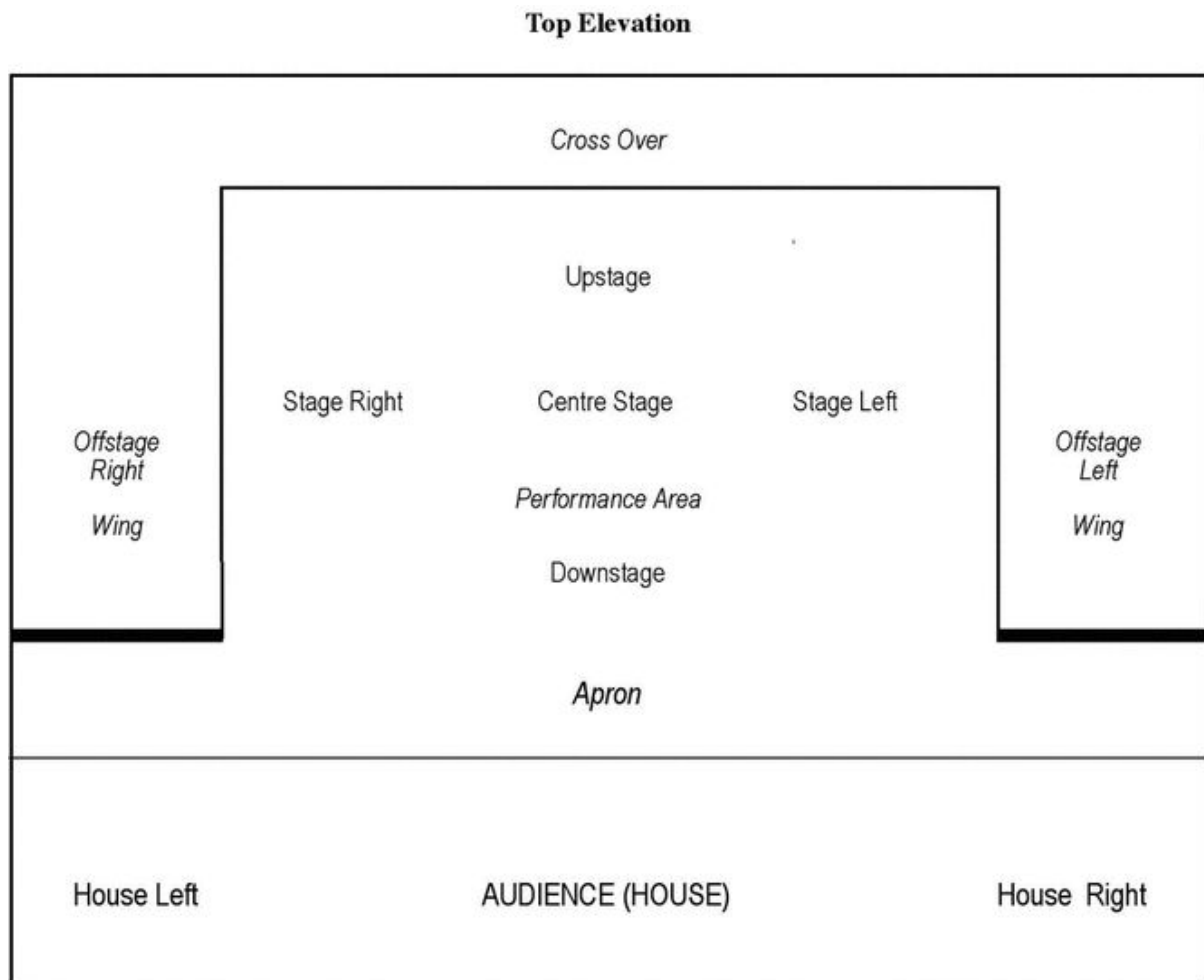 Top Elevation
Cross Over
Upstage
Stage Right
Centre Stage
Stage Left
Offstage
Right
Wing
Offstage
Left
Wing
Performance Area
Downstage
Apron
House Left
AUDIENCE (HOUSE)
House Right